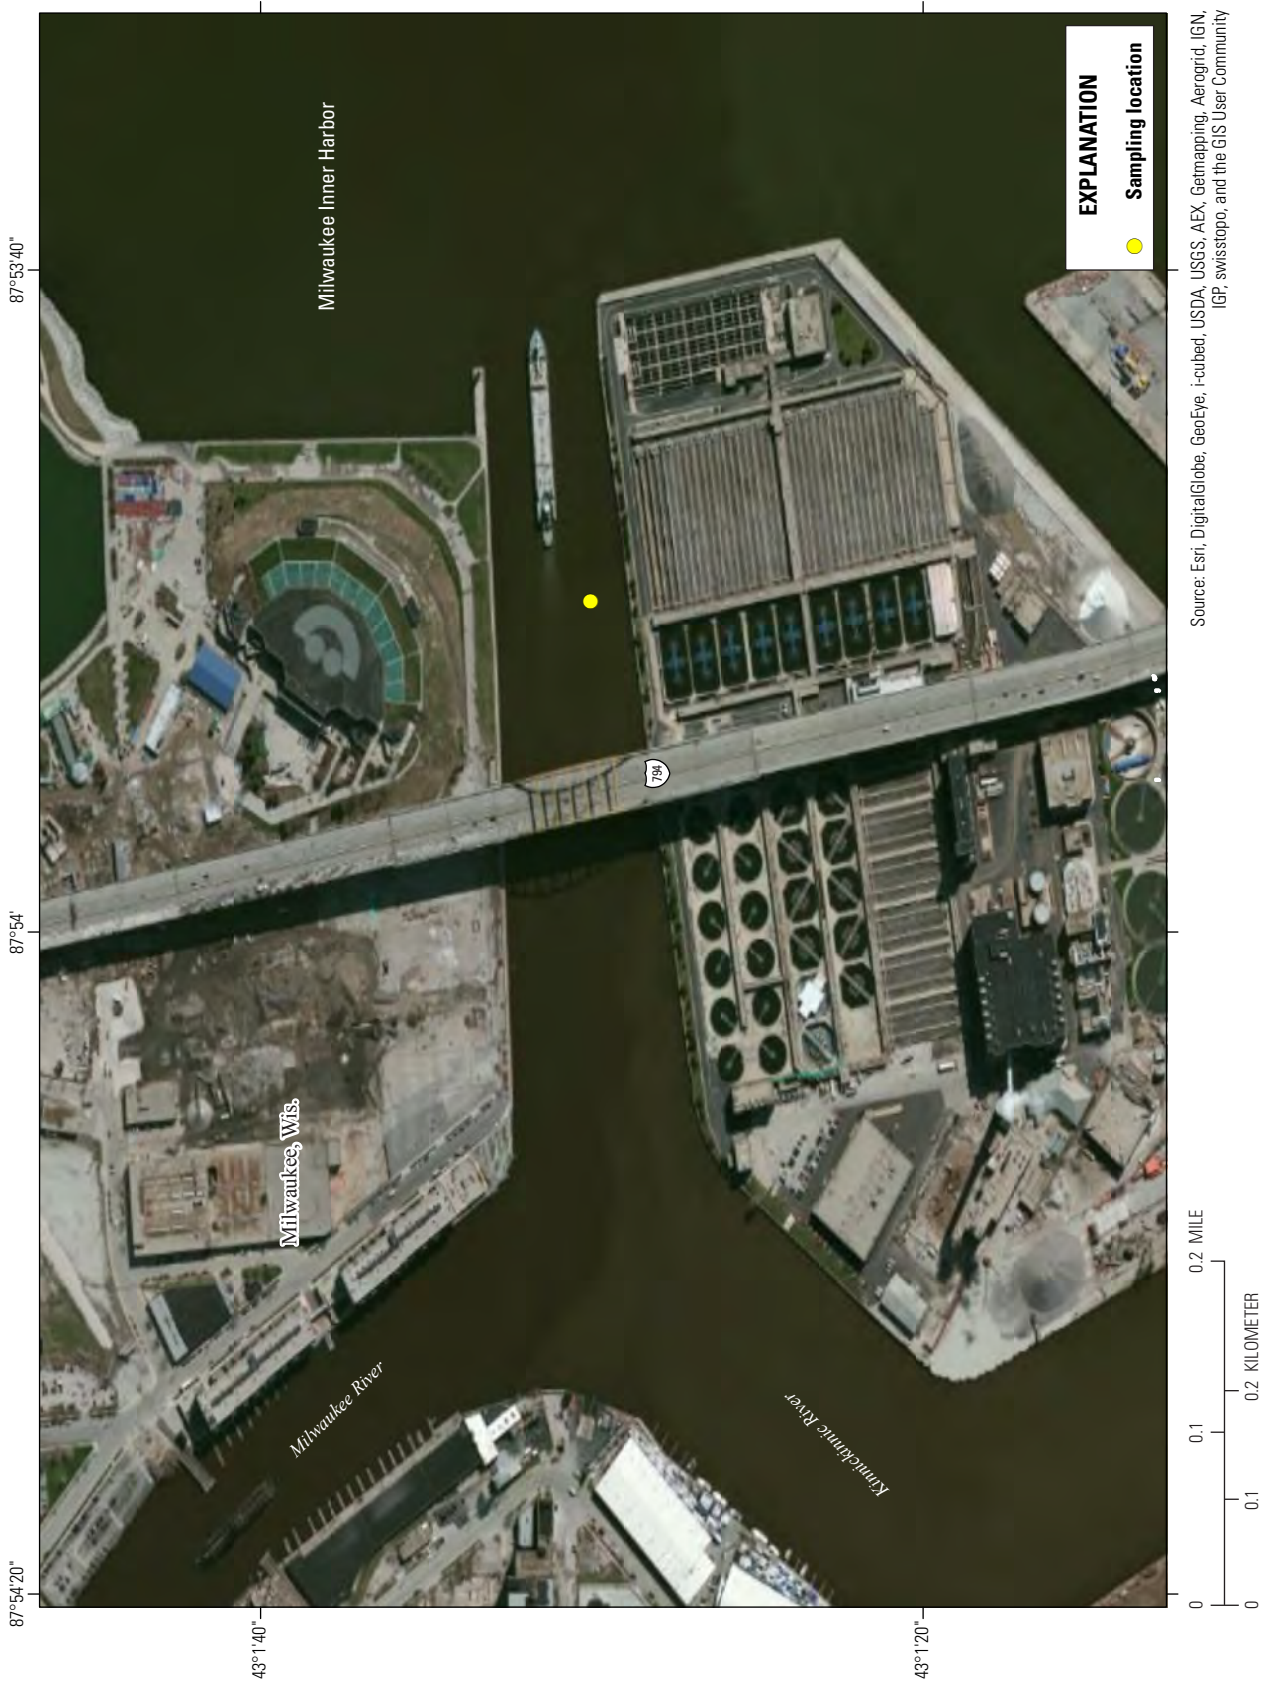 87°54'20"
87°54'
87°53'40"
43°1'40"
43°1'20"
Milwaukee Inner Harbor
Milwaukee, Wis.
Milwaukee River
Kinnickinnic River
794
EXPLANATION
Sampling location
0 0.1 0.2 MILE
0 0.1 0.2 KILOMETER
Source: Esri, DigitalGlobe, GeoEye, i-cubed, USDA, USGS, AEX, Getmapping, Aerogrid, IGN,
IGP, swisstopo, and the GIS User Community